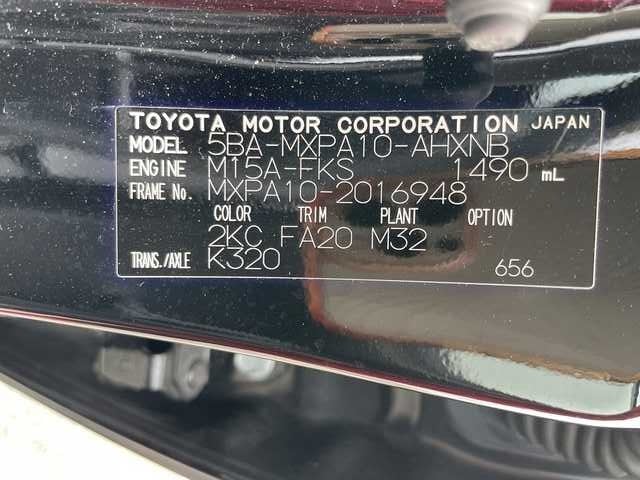 TOYOTA MOTOR CORPORATION JAPAN
MODEL 5BA-MXPA10-AHXNB
ENGINE M15A-FKS 1490 mL
FRAME No. MXPA10-2016948
COLOR TRIM PLANT OPTION
2KC FA20 M32
TRANS./AXLE K320
656